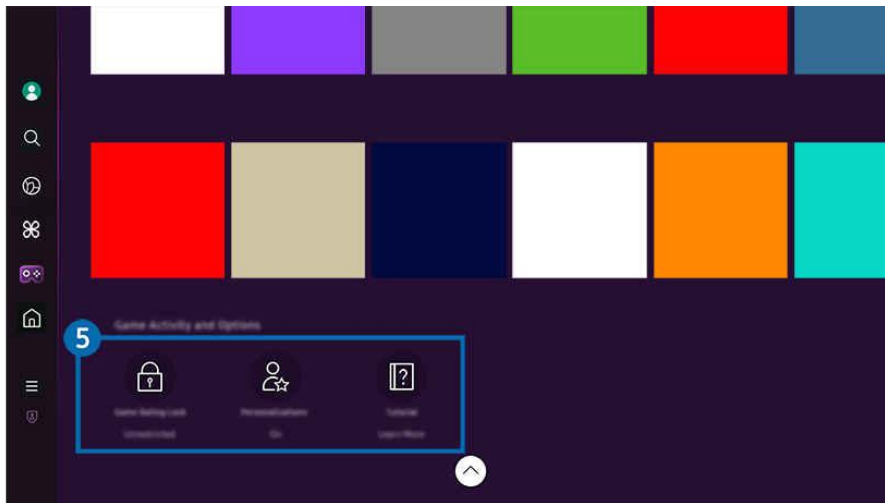 Game Activity and Options
5
Game Rating Lock
Personalizations
Tutorial
Unrestricted
On
Learn More